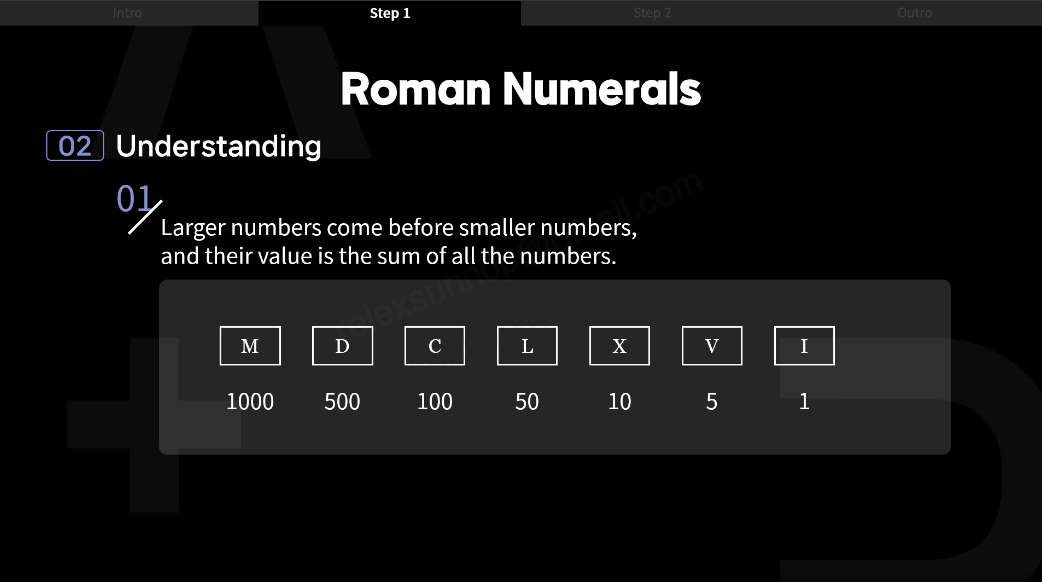 Intro Step 1 Step 2 Outro
Roman Numerals
02 Understanding
01
Larger numbers come before smaller numbers,
and their value is the sum of all the numbers.
M D C L X V I
1000 500 100 50 10 5 1